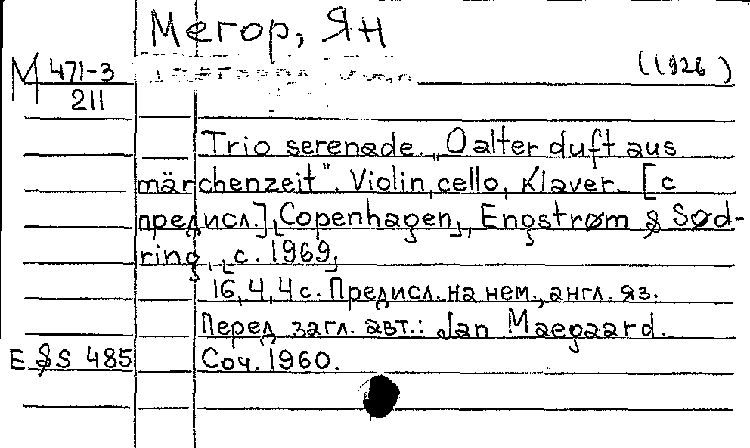 Мегор, Ян
М 471-3 (1926 )
211
Trio serenade. „O alter duft aus
märchenzeit". Violin, cello, Klaver. [с
предисл.], Copenhagen, Engstrøm & Sød-
ring, c. 1969,
16, 4, 4 с. Предисл. на нем., англ. яз.
Перед загл. авт.: Jan Maegaard.
E & S 485 Соч. 1960.